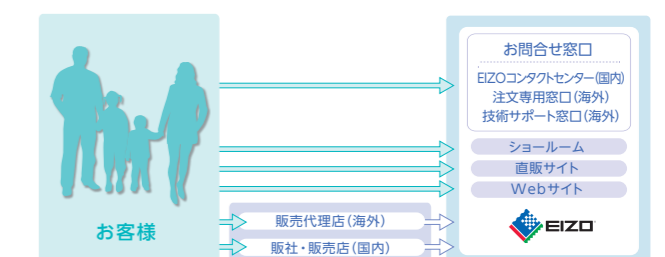 お問合せ窓口
EIZOコンタクトセンター(国内)
注文専用窓口(海外)
技術サポート窓口(海外)
ショールーム
直販サイト
Webサイト
お客様
販売代理店(海外)
販社・販売店(国内)
EIZO